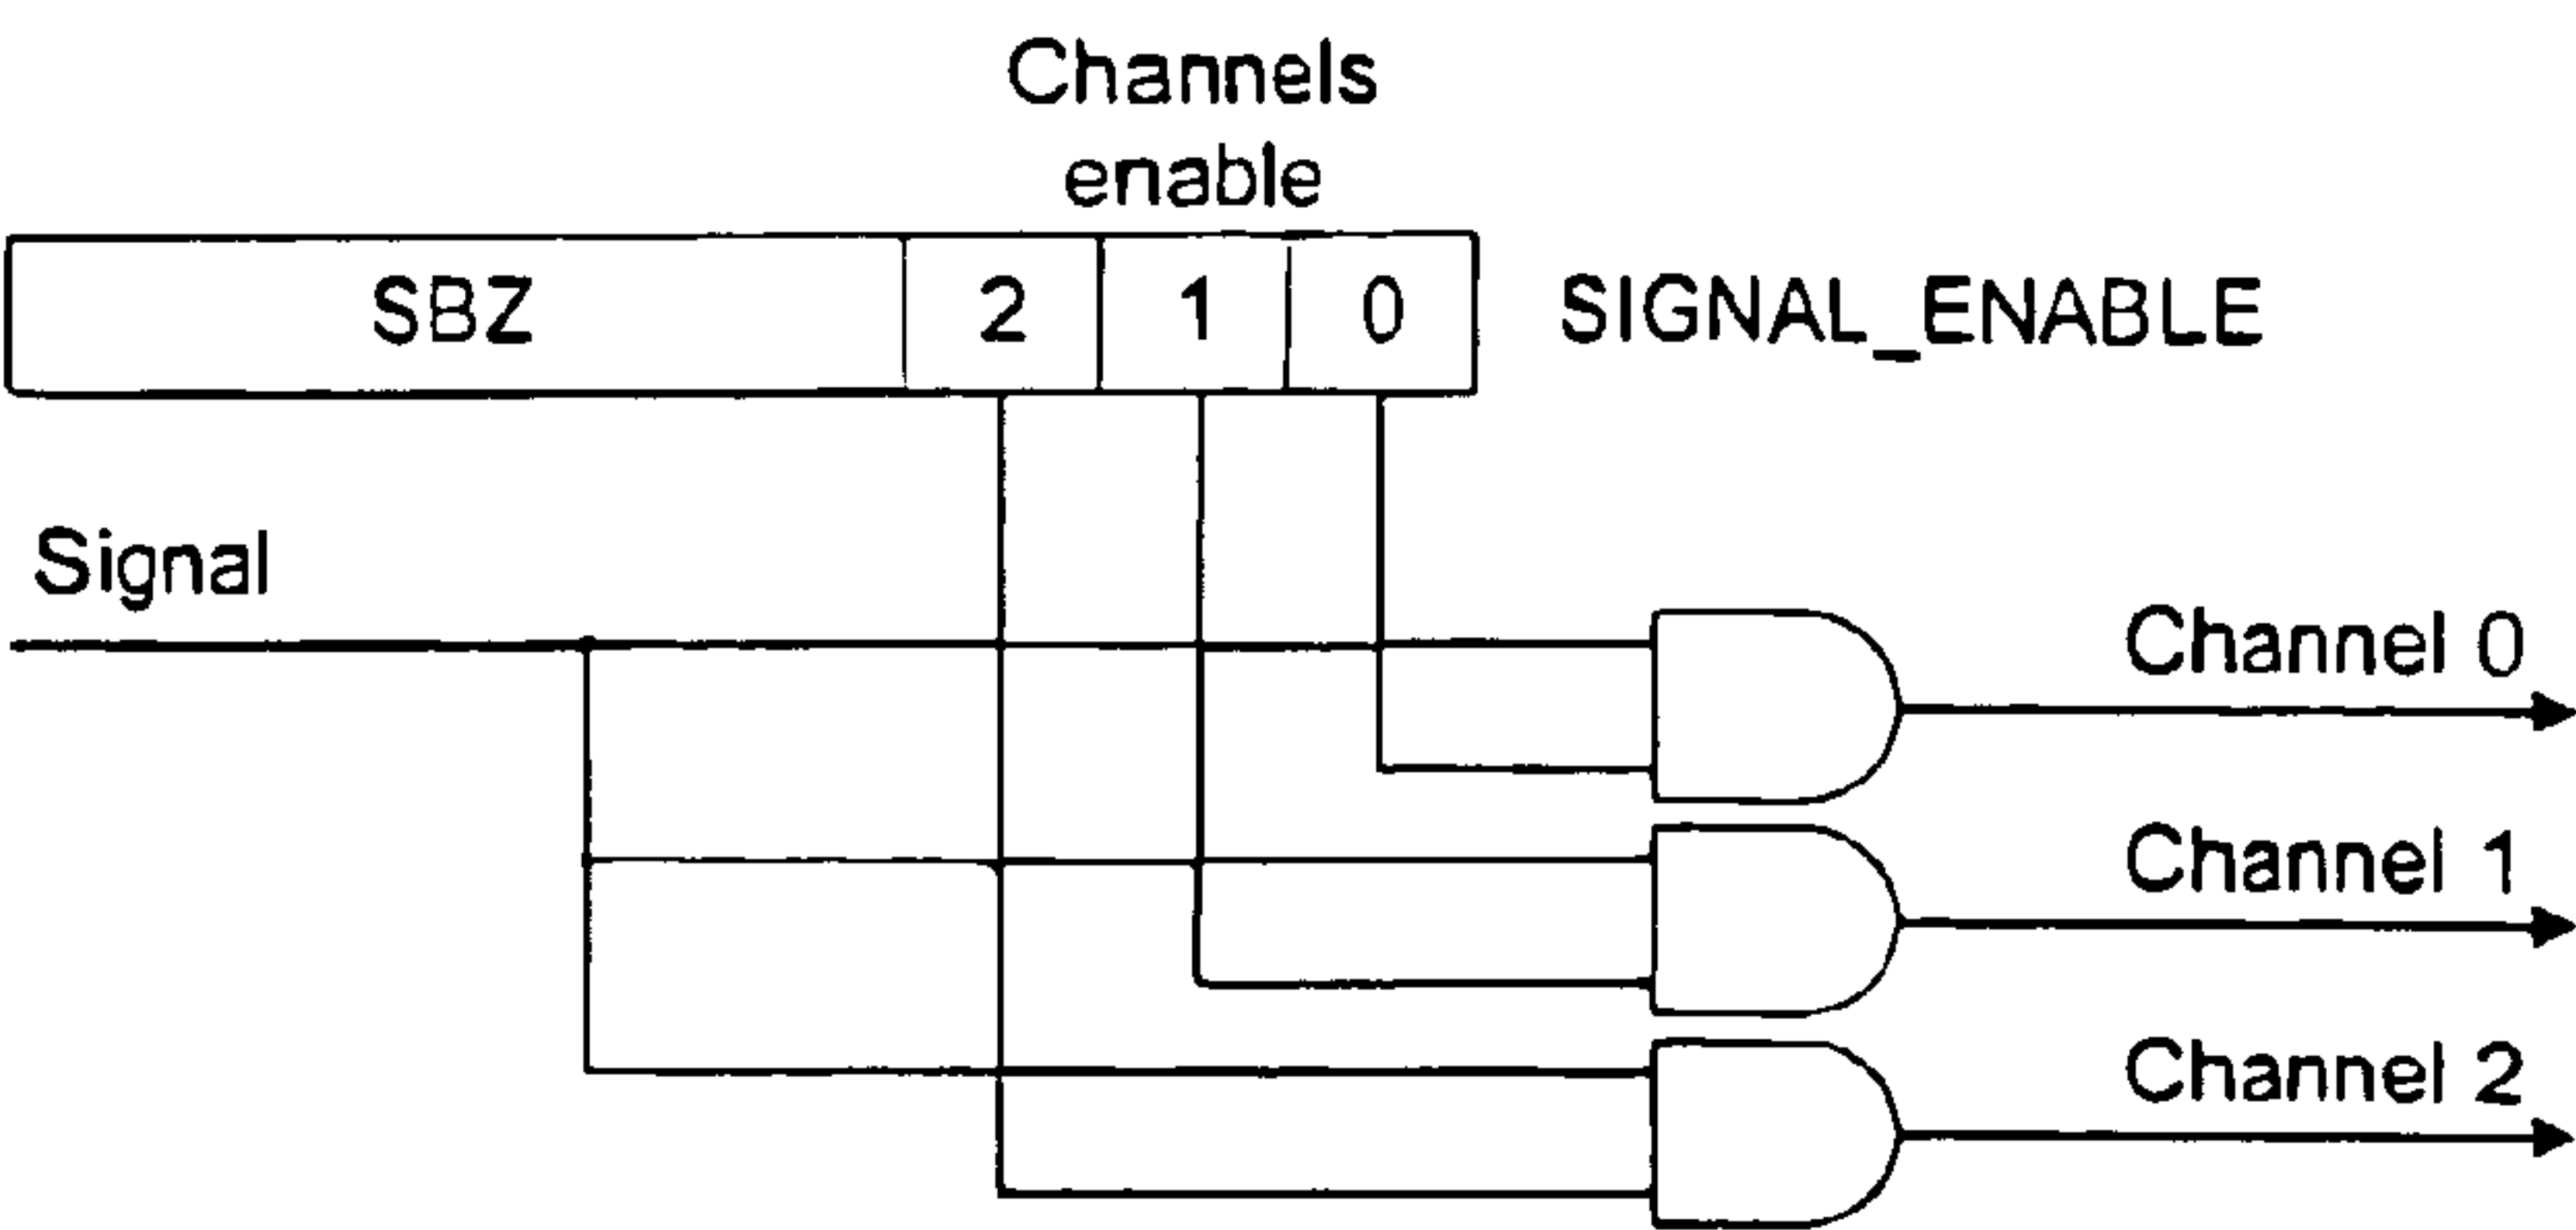 Channels
enable
SBZ 2 1 0 SIGNAL_ENABLE
Signal
Channel 0
Channel 1
Channel 2